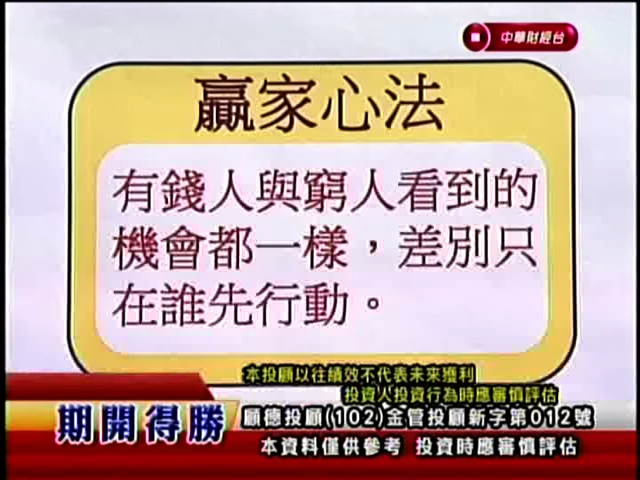 中華財經台
贏家心法
有錢人與窮人看到的
機會都一樣，差別只
在誰先行動。
本投顧以往績效不代表未來獲利
投資人投資行為時應審慎評估
期開得勝
顧德投顧(102)金管投顧新字第012號
本資料僅供參考 投資時應審慎評估